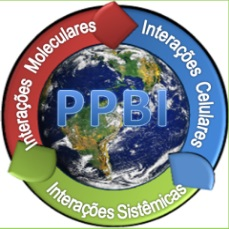 Interações Moleculares
Interações Celulares
PPBI
Interações Sistêmicas